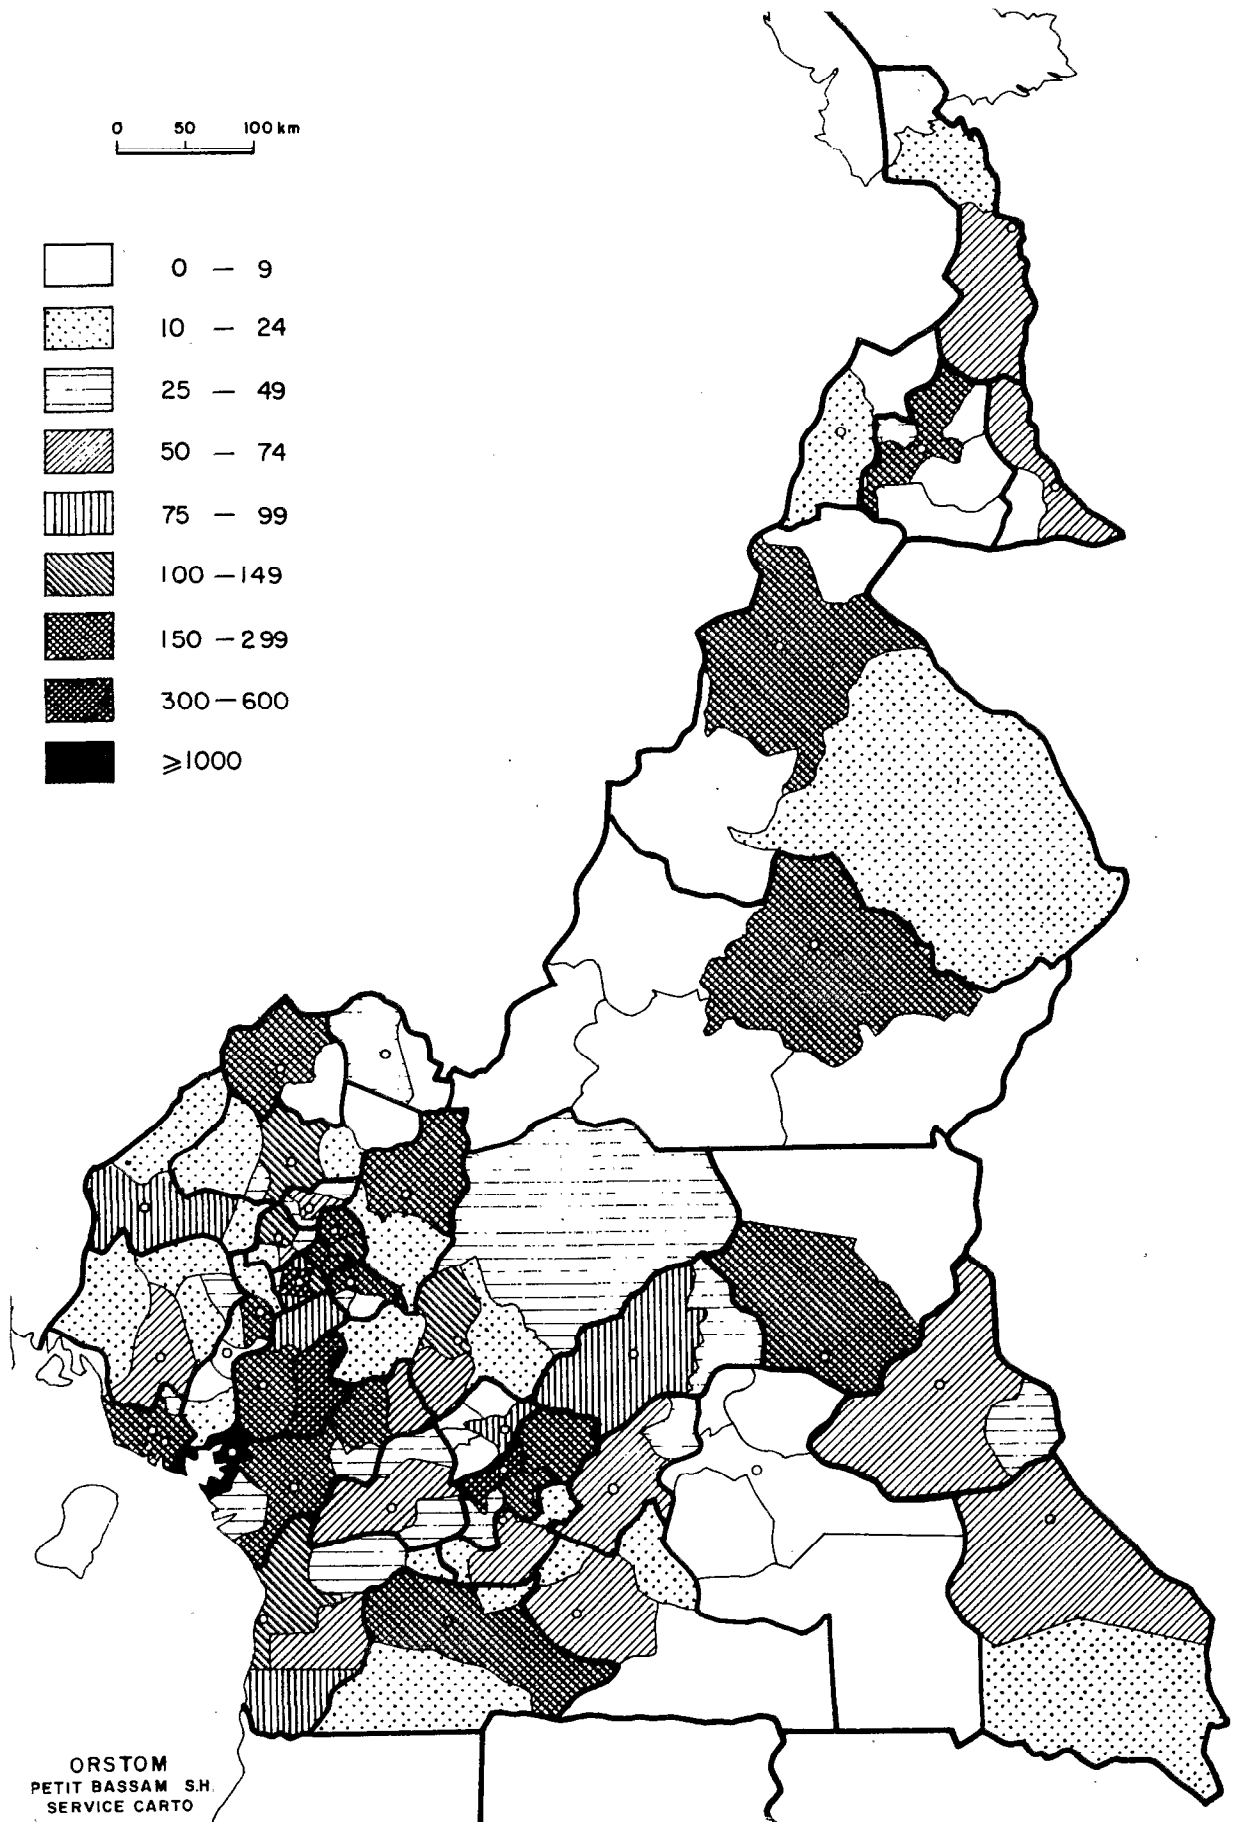 0 50 100 km
0 — 9
10 — 24
25 — 49
50 — 74
75 — 99
100 — 149
150 — 299
300 — 600
⩾1000
ORSTOM
PETIT BASSAM S.H.
SERVICE CARTO